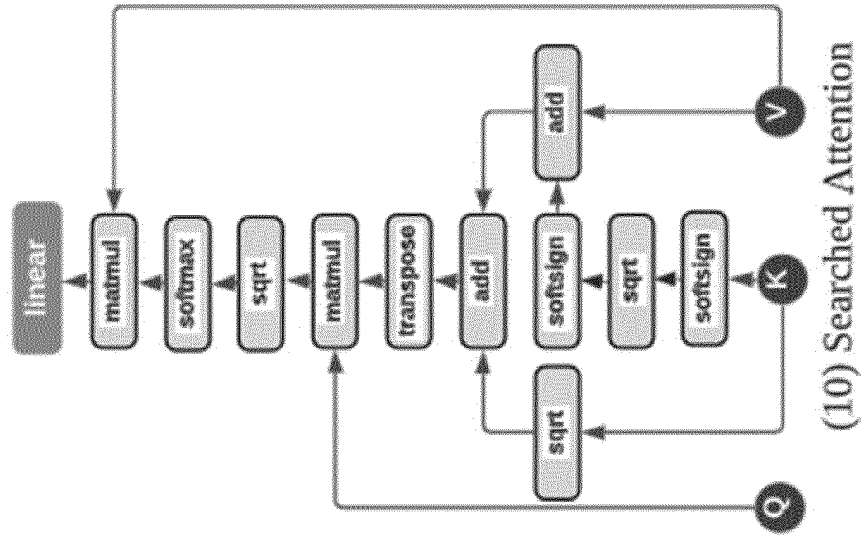 linear
matmul
softmax
sqrt
matmul
transpose
add
add
sqrt
softsign
sqrt
softsign
Q
K
V
(10) Searched Attention